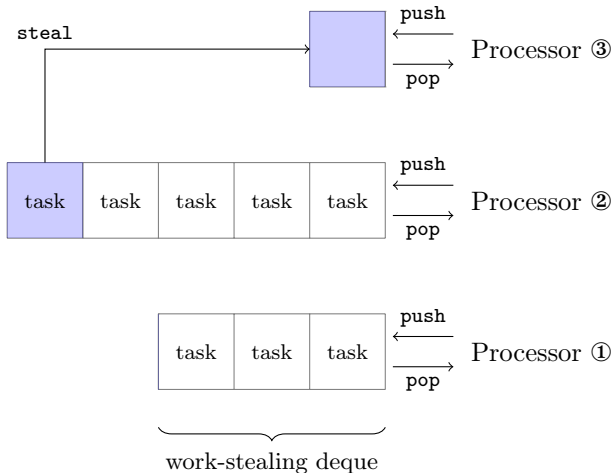 steal
push
Processor ③
pop
task task task task task
push
Processor ②
pop
task task task
push
Processor ①
pop
work-stealing deque